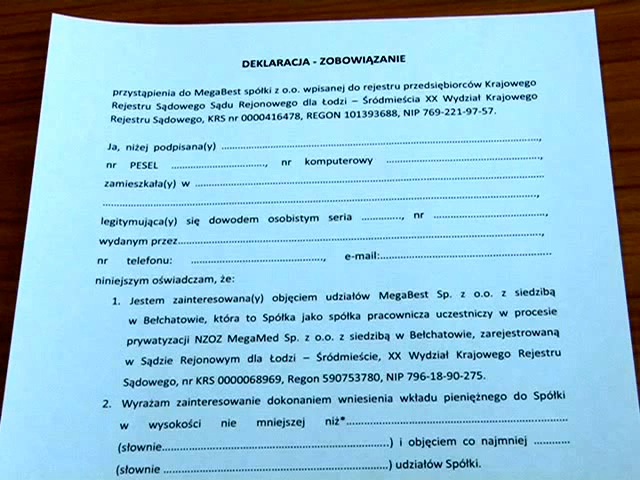 DEKLARACJA - ZOBOWIĄZANIE
przystąpienia do MegaBest spółki z o.o. wpisanej do rejestru przedsiębiorców Krajowego
Rejestru Sądowego Sądu Rejonowego dla Łodzi – Śródmieścia XX Wydział Krajowego
Rejestru Sądowego, KRS nr 0000416478, REGON 101393688, NIP 769-221-97-57.
Ja, niżej podpisana(y) ...............................................................................................,
nr PESEL ............................, nr komputerowy ...............................................,
zamieszkała(y) w ........................................................................................................
..................................................................................................................................,
legitymująca(y) się dowodem osobistym seria ............., nr ..................................,
wydanym przez.............................................................................................................,
nr telefonu: ............................................., e-mail:....................................................
niniejszym oświadczam, że:
1. Jestem zainteresowana(y) objęciem udziałów MegaBest Sp. z o.o. z siedzibą
w Bełchatowie, która to Spółka jako spółka pracownicza uczestniczy w procesie
prywatyzacji NZOZ MegaMed Sp. z o.o. z siedzibą w Bełchatowie, zarejestrowaną
w Sądzie Rejonowym dla Łodzi – Śródmieście, XX Wydział Krajowego Rejestru
Sądowego, nr KRS 0000068969, Regon 590753780, NIP 796-18-90-275.
2. Wyrażam zainteresowanie dokonaniem wniesienia wkładu pieniężnego do Spółki
w wysokości nie mniejszej niż*................................................................
(słownie..................................................................) i objęciem co najmniej ...........
(słownie ..................................................................) udziałów Spółki.